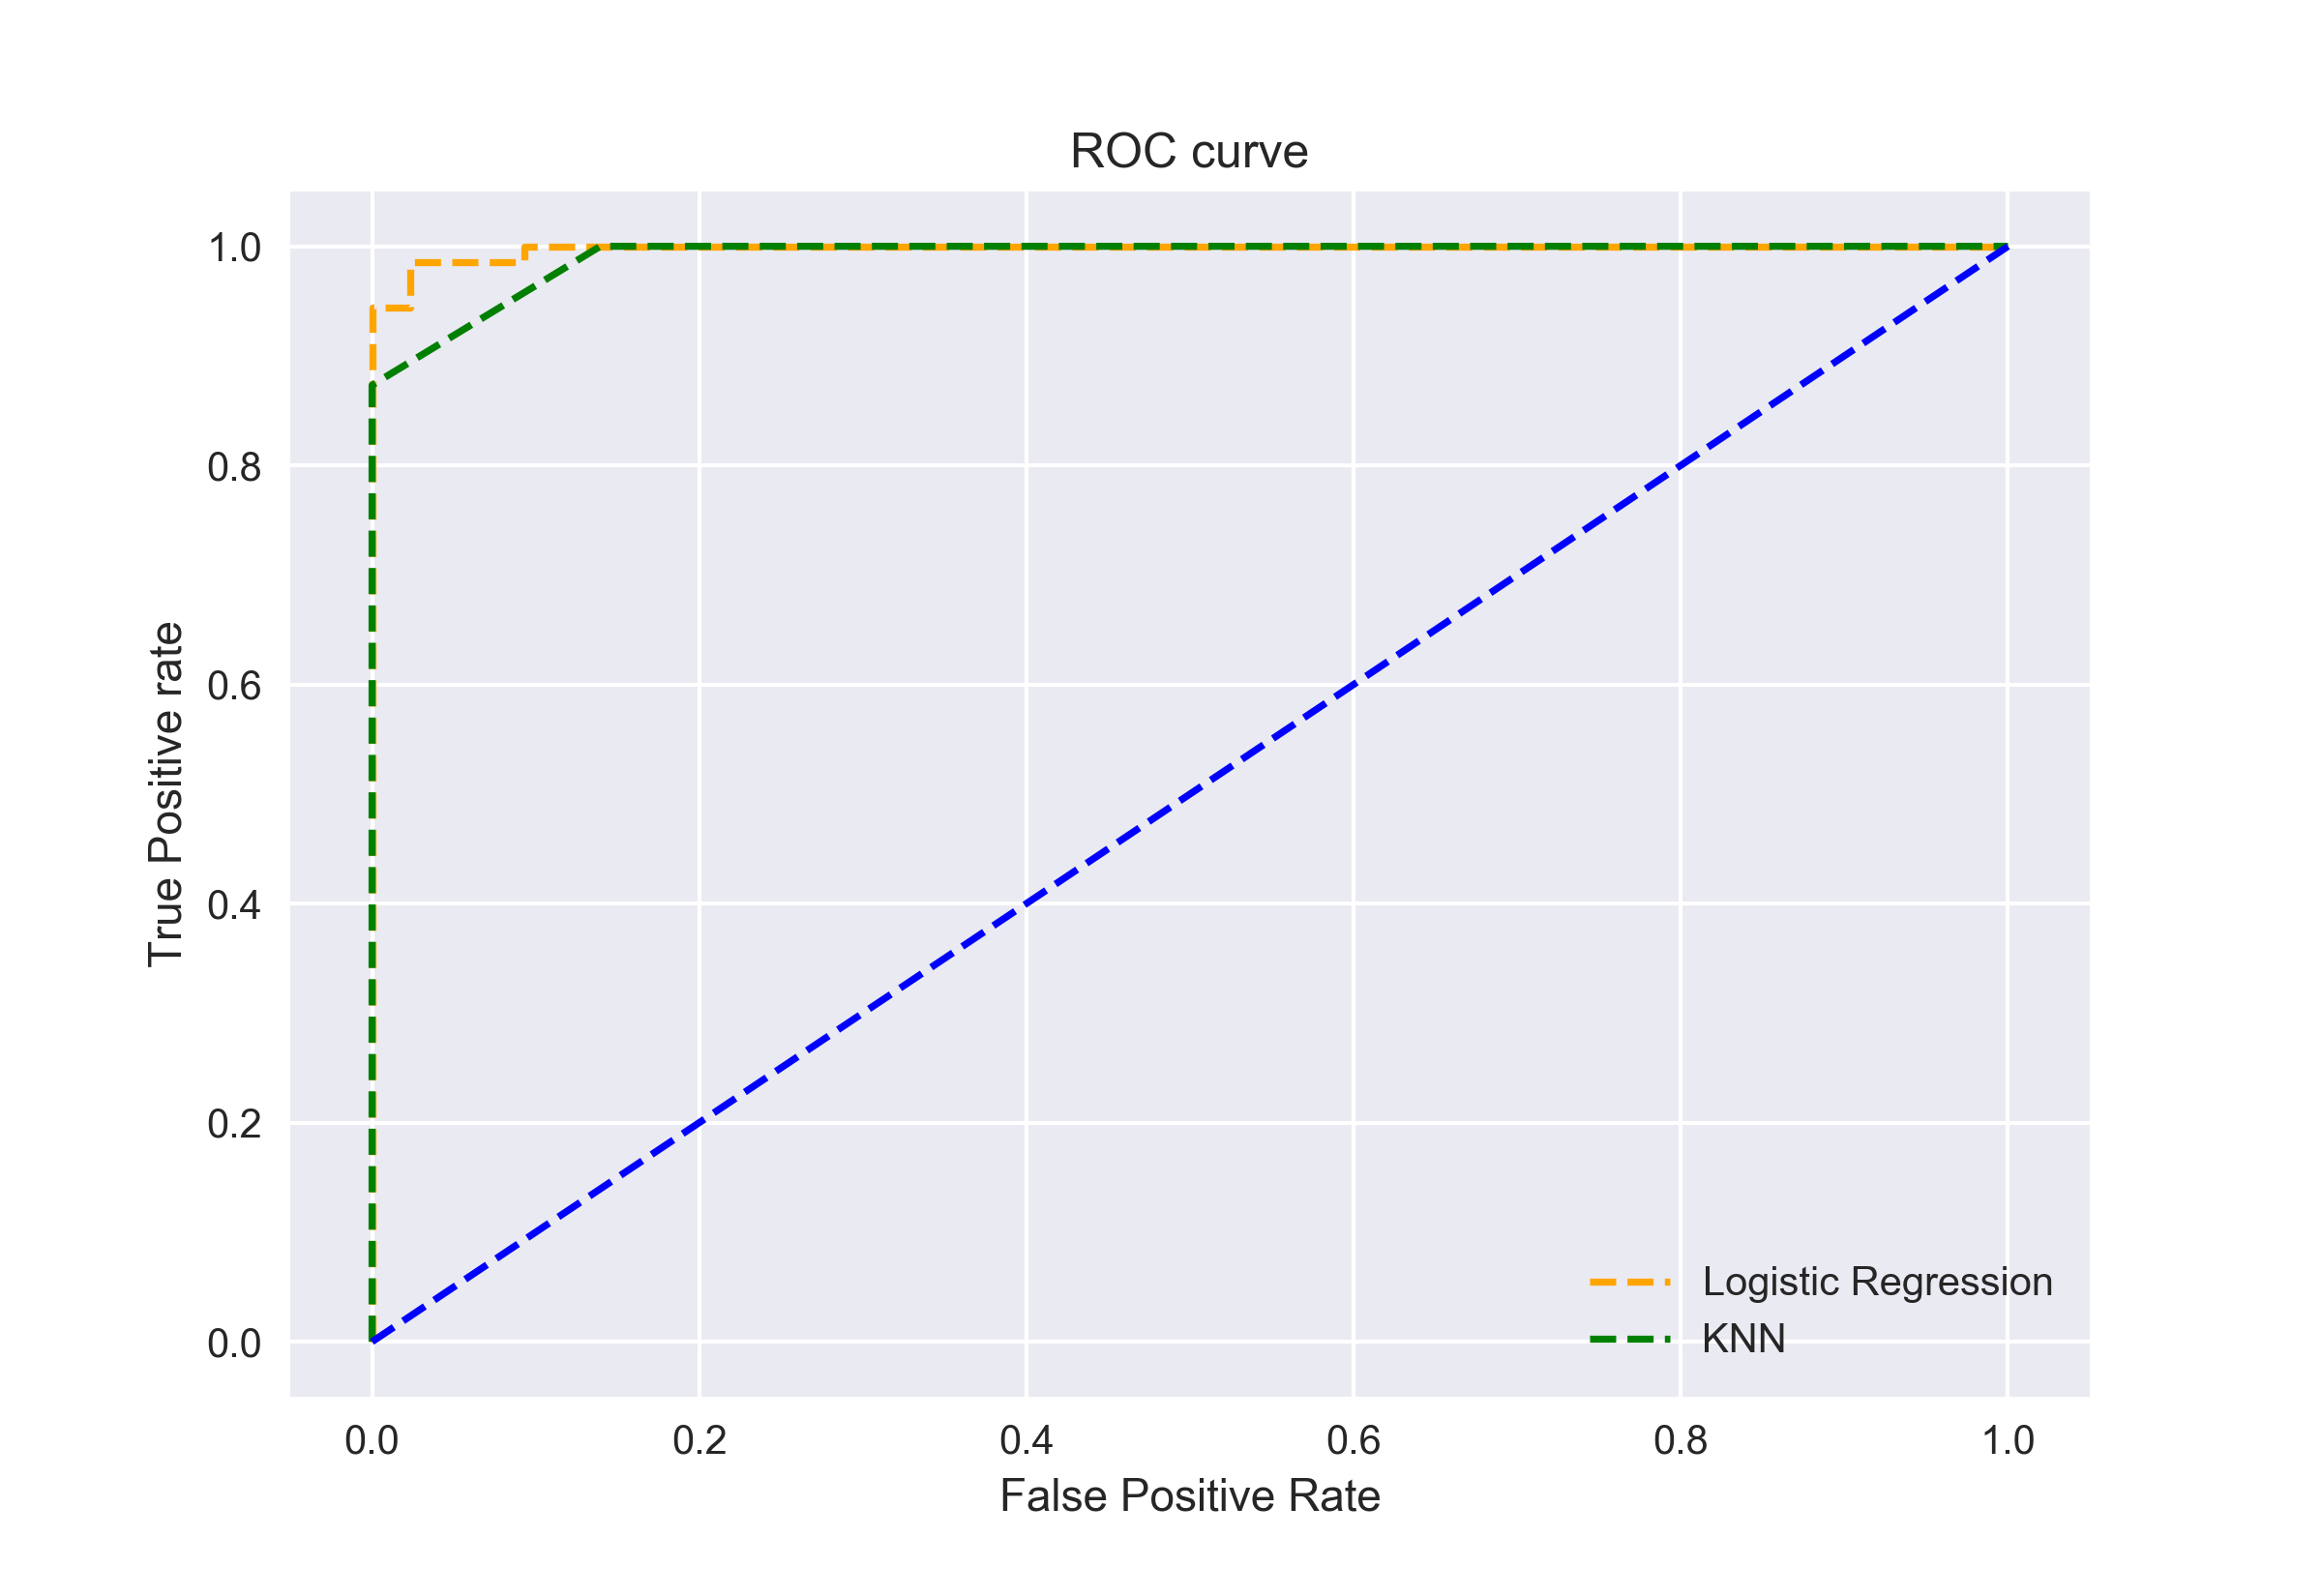 ROC curve
1.0
0.8
0.6
0.4
0.2
0.0
True Positive rate
0.0 0.2 0.4 0.6 0.8 1.0
False Positive Rate
Logistic Regression
KNN